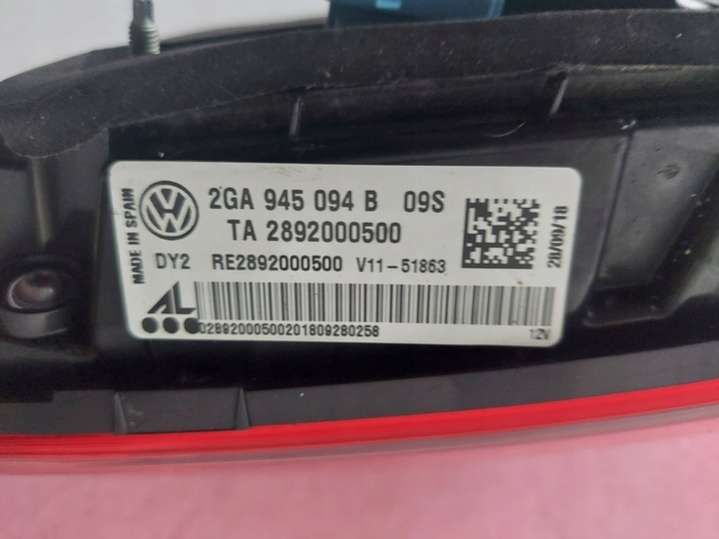 MADE IN SPAIN
VW
2GA 945 094 B 09S
TA 2892000500
DY2 RE2892000500 V11-51863
28/09/18
AL
02892000500201809280258
12V